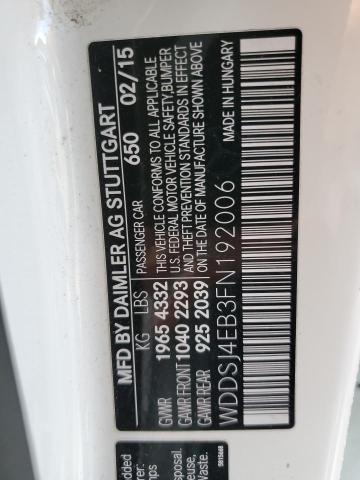 MFD BY DAIMLER AG STUTTGART
650 02/15
KG LBS PASSENGER CAR
GVWR 1965 4332 THIS VEHICLE CONFORMS TO ALL APPLICABLE
GAWR FRONT 1040 2293 U.S. FEDERAL MOTOR VEHICLE SAFETY, BUMPER
GAWR REAR 925 2039 AND THEFT PREVENTION STANDARDS IN EFFECT
ON THE DATE OF MANUFACTURE SHOWN ABOVE
WDDSJ4EB3FN192006 MADE IN HUNGARY